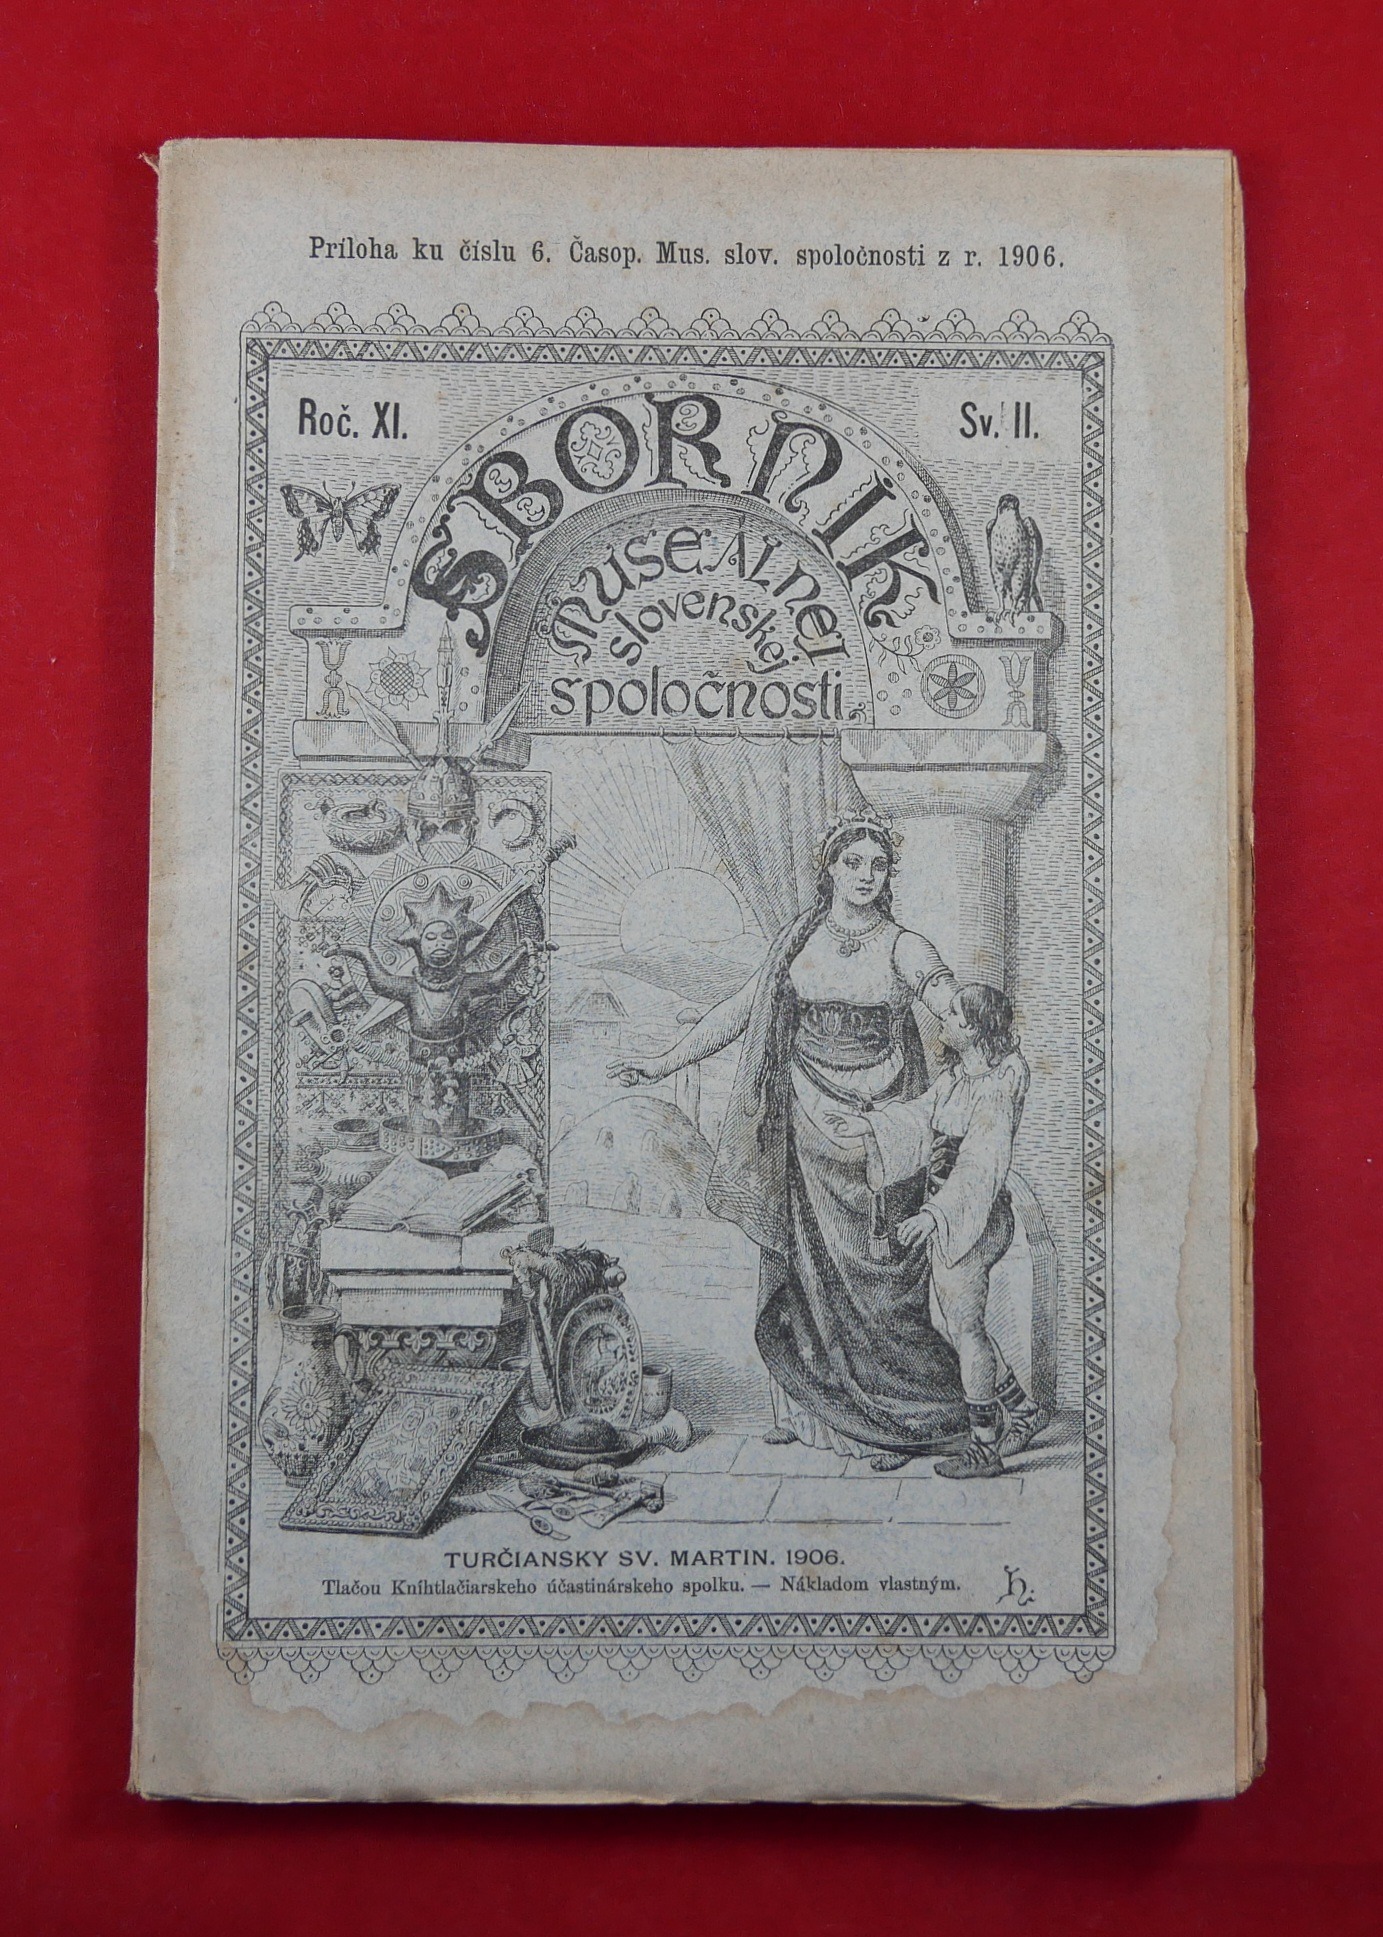 Príloha ku číslu 6. Časop. Mus. slov. spoločnosti z r. 1906.
Roč. XI.
Sv. II.
SBORNIK
MUSEÁLNEJ
slovenskej
spoločnosti
TURČIANSKY SV. MARTIN. 1906.
Tlačou Kníhtlačiarskeho účastinárskeho spolku. — Nákladom vlastným.
h.